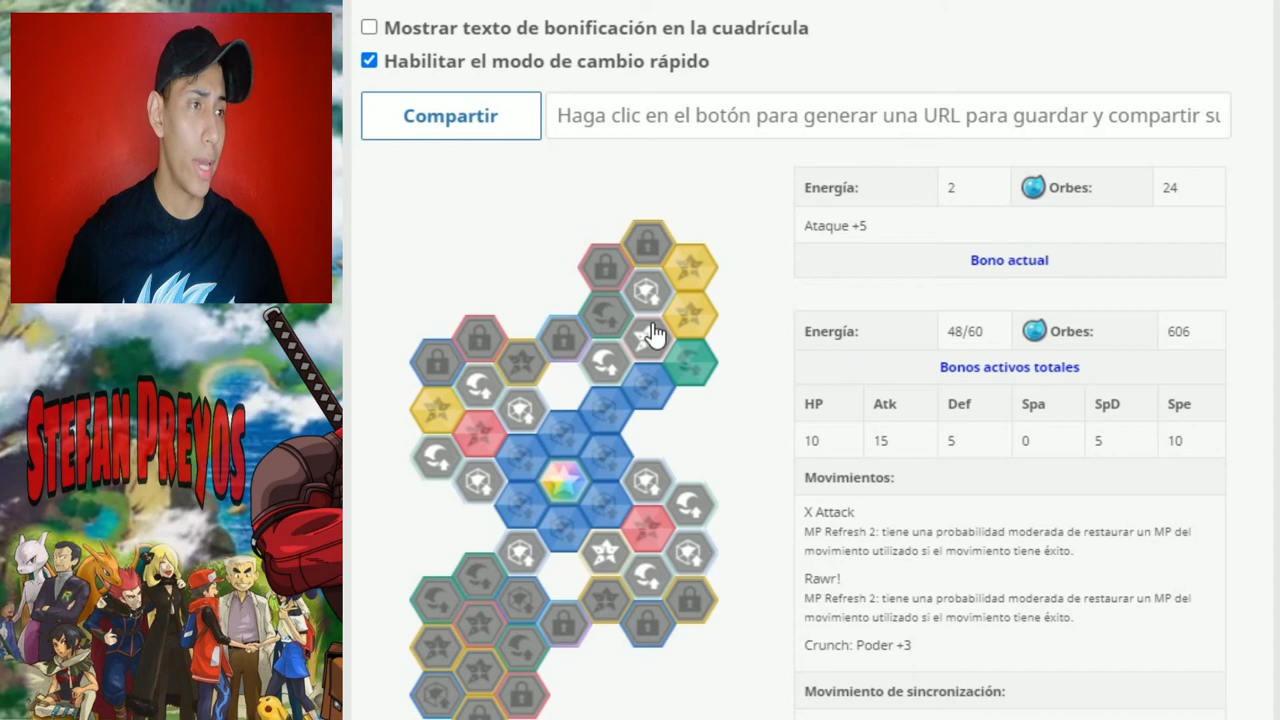 Mostrar texto de bonificación en la cuadrícula
Habilitar el modo de cambio rápido
Compartir
Haga clic en el botón para generar una URL para guardar y compartir su
Energía: 2 Orbes: 24
Ataque +5
Bono actual
Energía: 48/60 Orbes: 606
Bonos activos totales
HP Atk Def Spa SpD Spe
10 15 5 0 5 10
Movimientos:
X Attack
MP Refresh 2: tiene una probabilidad moderada de restaurar un MP del
movimiento utilizado si el movimiento tiene éxito.
Rawr!
MP Refresh 2: tiene una probabilidad moderada de restaurar un MP del
movimiento utilizado si el movimiento tiene éxito.
Crunch: Poder +3
Movimiento de sincronización:
STEFAN PREYOS